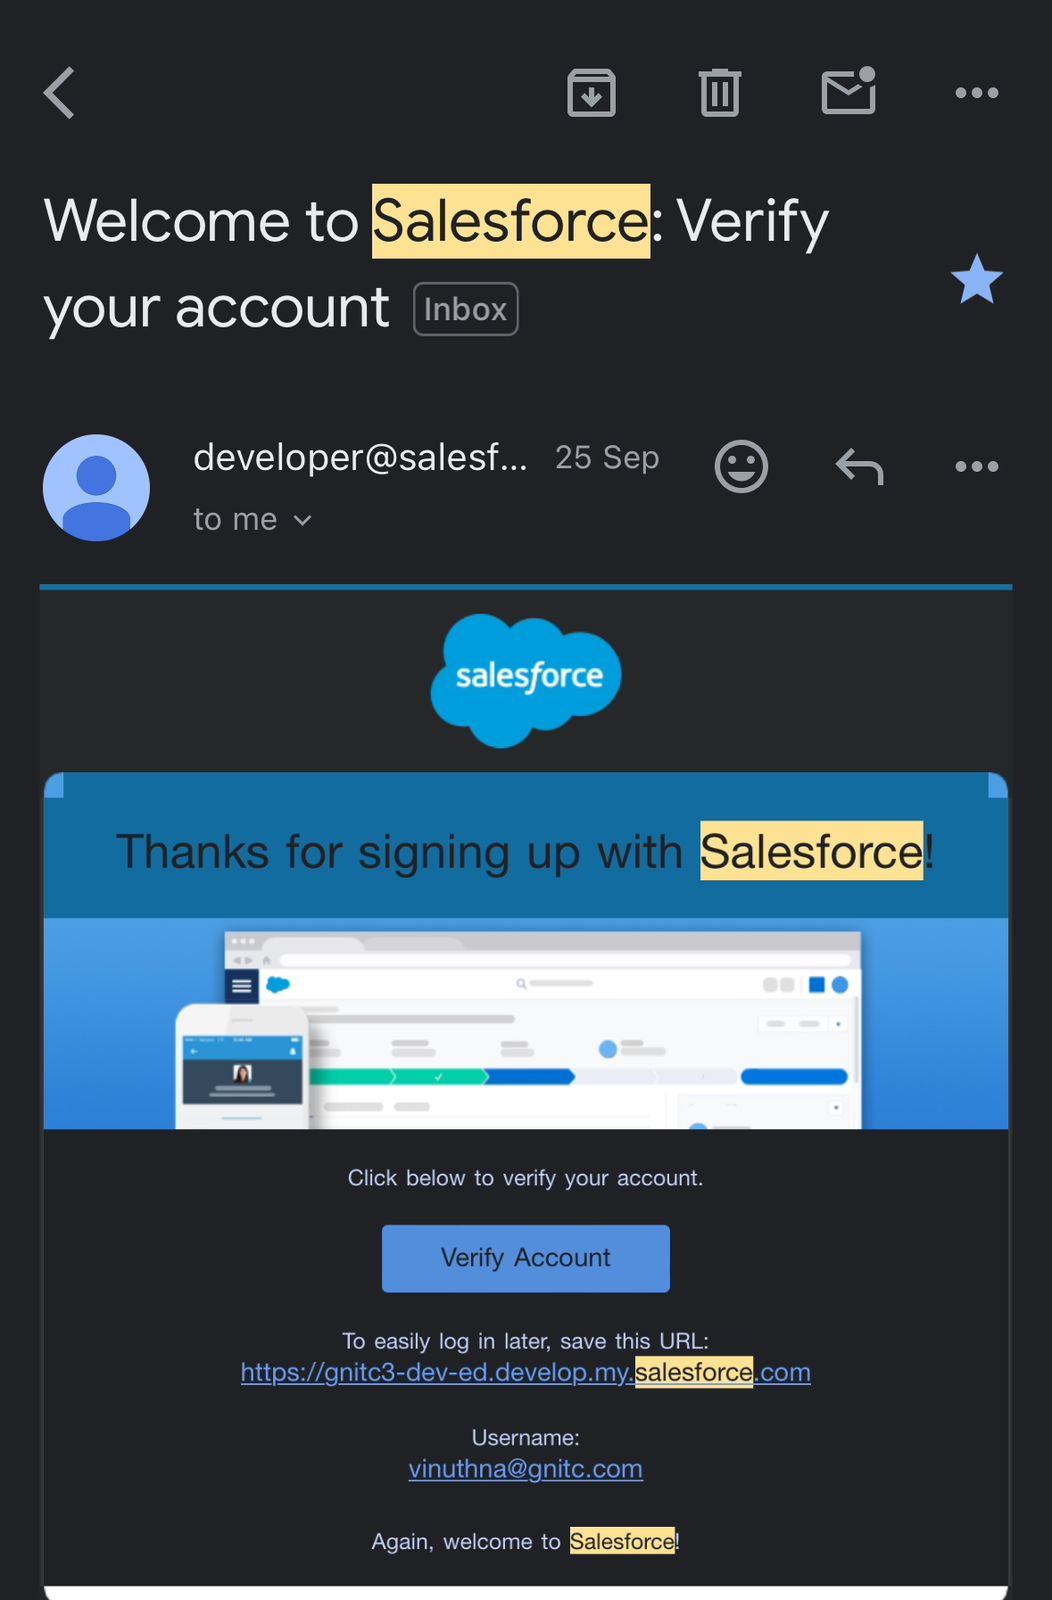 Welcome to Salesforce: Verify
your account Inbox
developer@salesf... 25 Sep
to me
salesforce
Thanks for signing up with Salesforce!
Click below to verify your account.
Verify Account
To easily log in later, save this URL:
https://gnitc3-dev-ed.develop.my.salesforce.com
Username:
vinuthna@gnitc.com
Again, welcome to Salesforce!